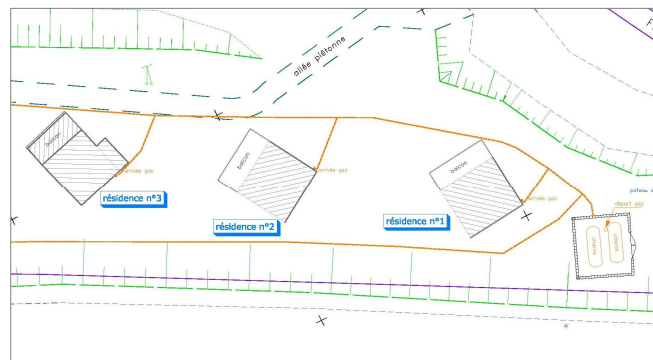 allée piétonne
balcon
arrivée gaz
résidence n°3
balcon
arrivée gaz
résidence n°2
balcon
arrivée gaz
résidence n°1
départ gaz